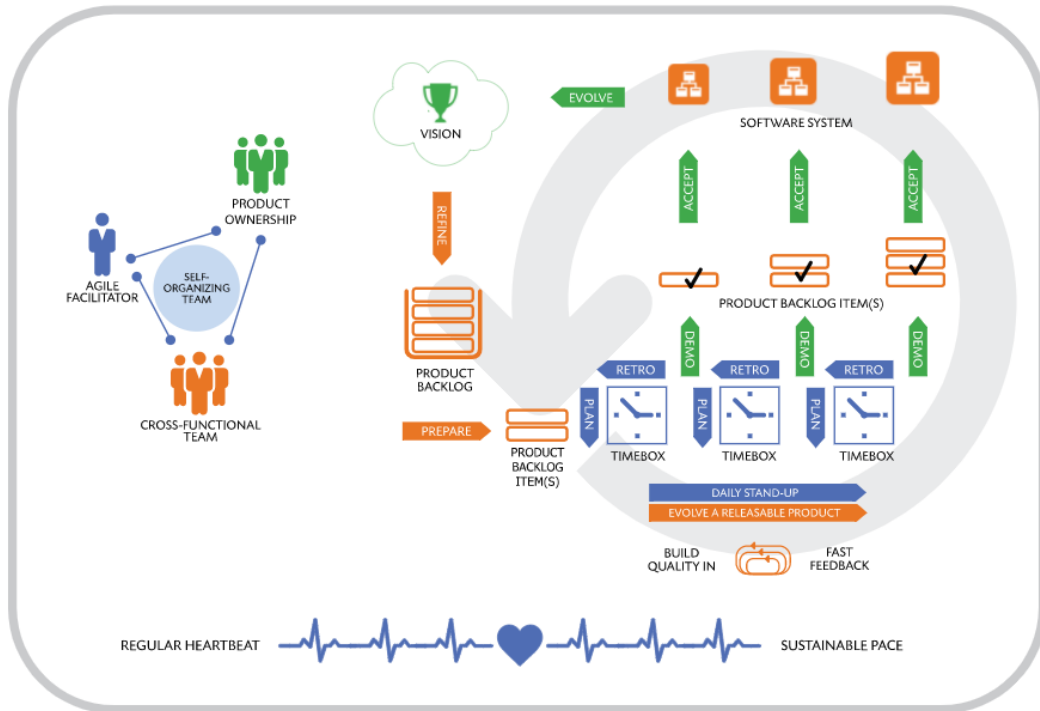 EVOLVE
VISION
SOFTWARE SYSTEM
PRODUCT
OWNERSHIP
ACCEPT
ACCEPT
ACCEPT
REFINE
AGILE
FACILITATOR
SELF-
ORGANIZING
TEAM
PRODUCT BACKLOG ITEM(S)
PRODUCT
BACKLOG
DEMO
DEMO
DEMO
RETRO
RETRO
RETRO
CROSS-FUNCTIONAL
TEAM
PREPARE
PLAN
PLAN
PLAN
PRODUCT
BACKLOG
ITEM(S)
TIMEBOX
TIMEBOX
TIMEBOX
DAILY STAND-UP
EVOLVE A RELEASABLE PRODUCT
BUILD
QUALITY IN
FAST
FEEDBACK
REGULAR HEARTBEAT
SUSTAINABLE PACE